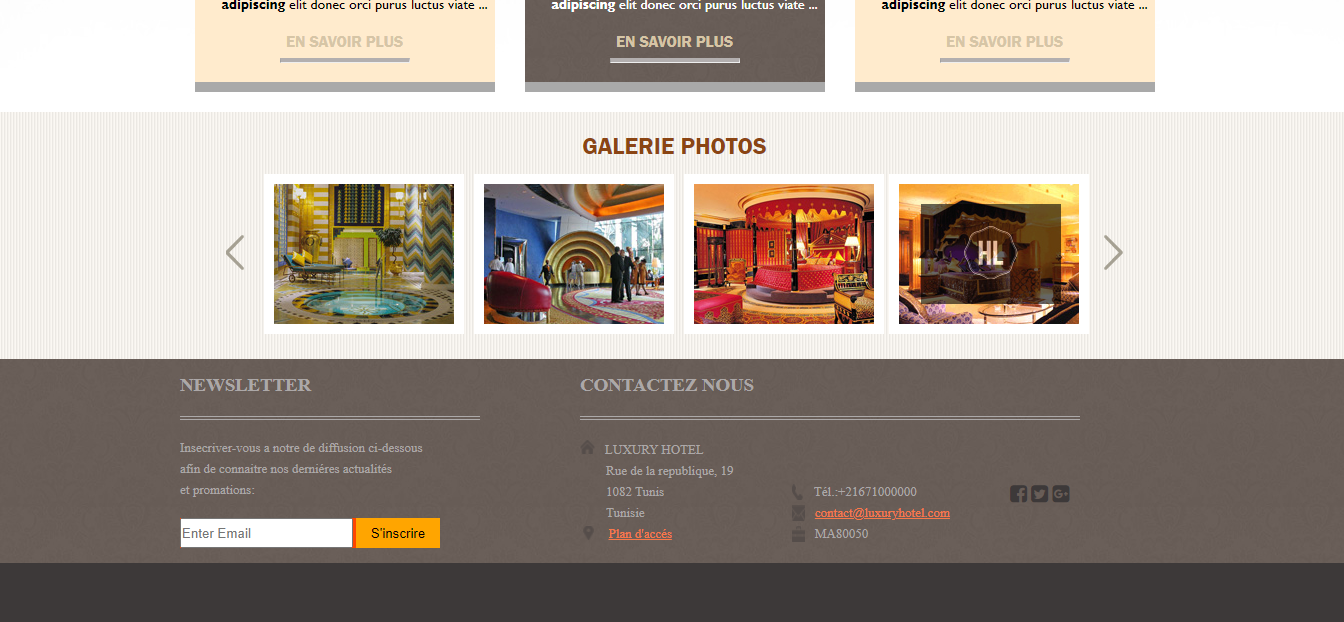 adipiscing elit donec orci purus luctus viate ...
adipiscing elit donec orci purus luctus viate ...
adipiscing elit donec orci purus luctus viate ...
EN SAVOIR PLUS
EN SAVOIR PLUS
EN SAVOIR PLUS
GALERIE PHOTOS
HL
NEWSLETTER
Insecriver-vous a notre de diffusion ci-dessous
afin de connaitre nos derniéres actualités
et promations:
Enter Email
S'inscrire
CONTACTEZ NOUS
LUXURY HOTEL
Rue de la republique, 19
1082 Tunis
Tunisie
Plan d'accés
Tél.:+21671000000
contact@luxuryhotel.com
MA80050